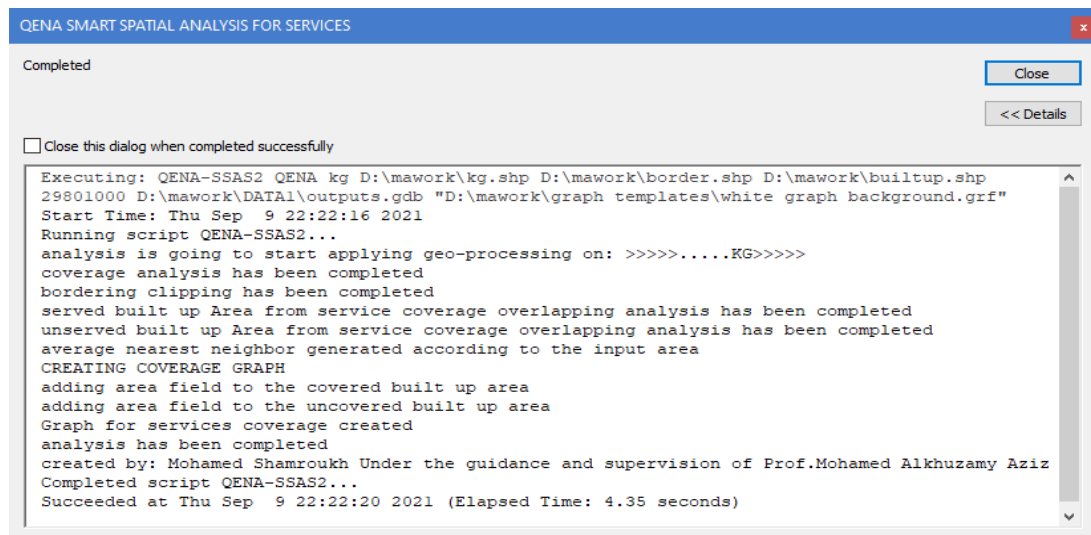 QENA SMART SPATIAL ANALYSIS FOR SERVICES
x
Completed
Close
<< Details
Close this dialog when completed successfully
Executing: QENA-SSAS2 QENA kg D:\mawork\kg.shp D:\mawork\border.shp D:\mawork\builtup.shp
29801000 D:\mawork\DATA1\outputs.gdb "D:\mawork\graph templates\white graph background.grf"
Start Time: Thu Sep  9 22:22:16 2021
Running script QENA-SSAS2...
analysis is going to start applying geo-processing on: >>>>>.....KG>>>>>
coverage analysis has been completed
bordering clipping has been completed
served built up Area from service coverage overlapping analysis has been completed
unserved built up Area from service coverage overlapping analysis has been completed
average nearest neighbor generated according to the input area
CREATING COVERAGE GRAPH
adding area field to the covered built up area
adding area field to the uncovered built up area
Graph for services coverage created
analysis has been completed
created by: Mohamed Shamroukh Under the guidance and supervision of Prof.Mohamed Alkhuzamy Aziz
Completed script QENA-SSAS2...
Succeeded at Thu Sep  9 22:22:20 2021 (Elapsed Time: 4.35 seconds)